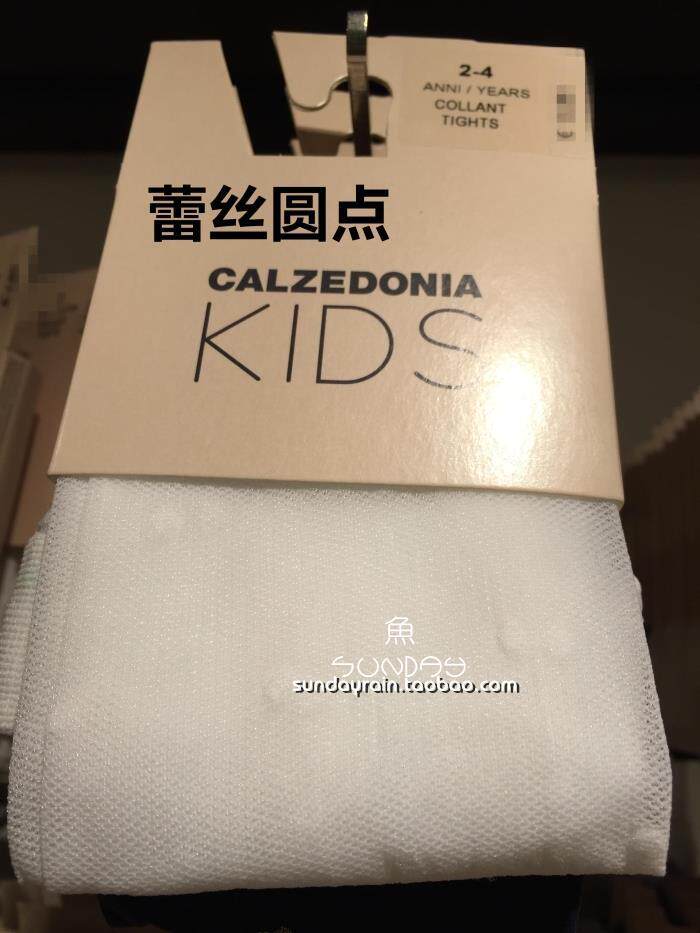 2-4
ANNI / YEARS
COLLANT
TIGHTS
蕾丝圆点
CALZEDONIA
KIDS
魚
SUNDAY
sundayrain.taobao.com